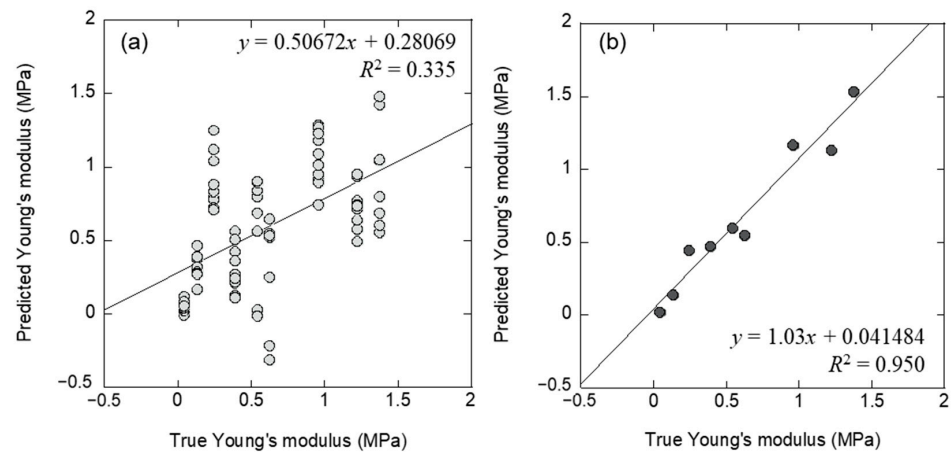 (a)
y = 0.50672x + 0.28069
R² = 0.335
2
1.5
1
0.5
0
−0.5
−0.5 0 0.5 1 1.5 2
Predicted Young's modulus (MPa)
True Young's modulus (MPa)
(b)
2
1.5
1
0.5
0
−0.5
y = 1.03x + 0.041484
R² = 0.950
−0.5 0 0.5 1 1.5 2
Predicted Young's modulus (MPa)
True Young's modulus (MPa)